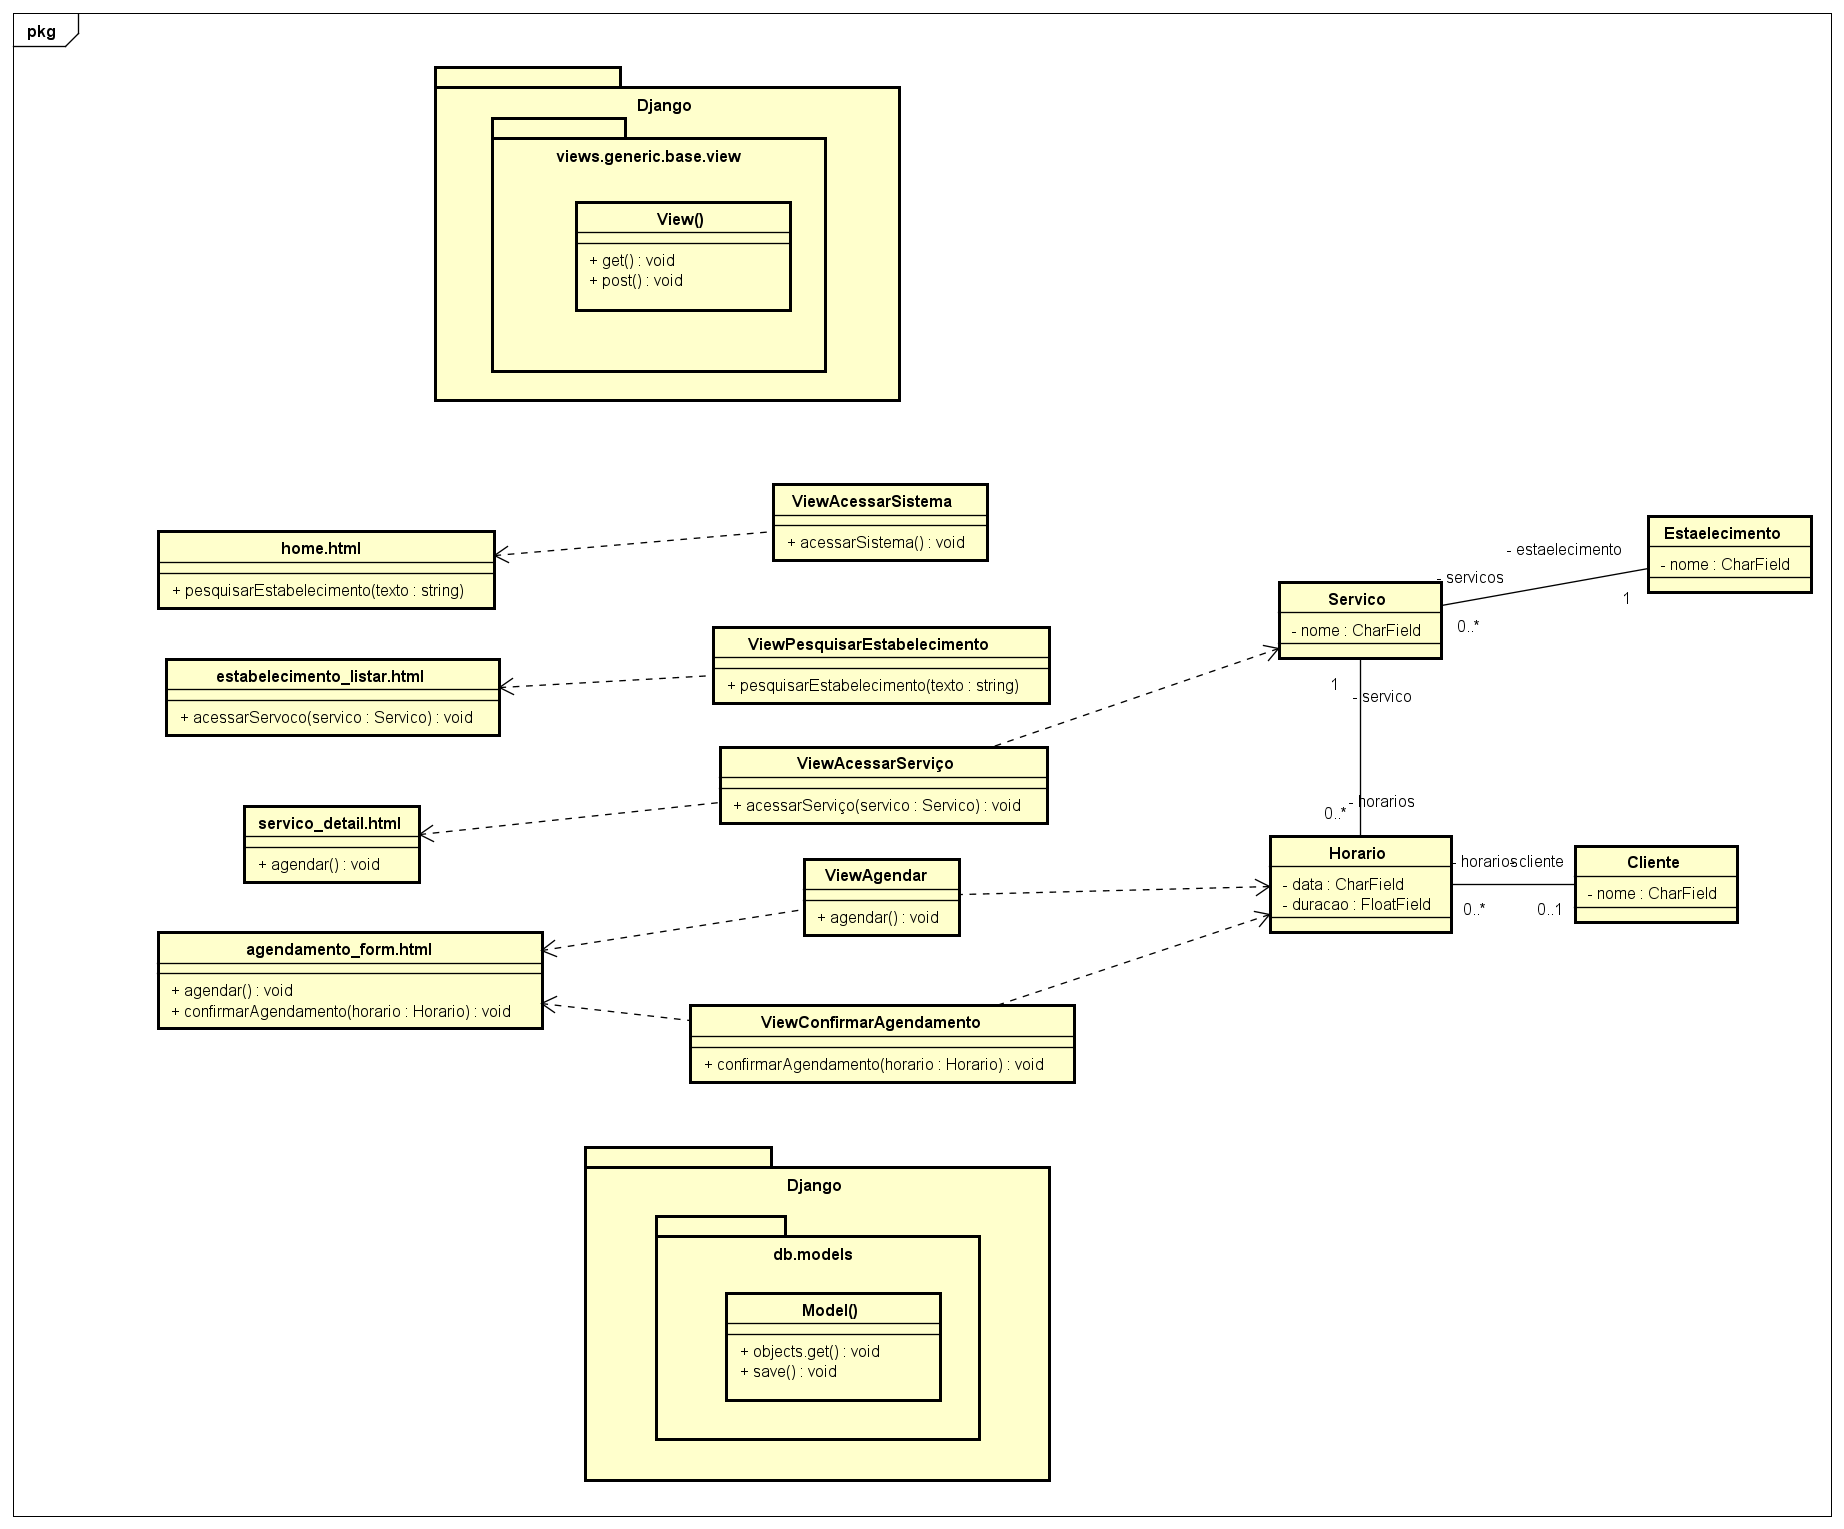 pkg
Django
views.generic.base.view
View()
+ get() : void
+ post() : void
ViewAcessarSistema
+ acessarSistema() : void
home.html
+ pesquisarEstabelecimento(texto : string)
Estaelecimento
- nome : CharField
- estaelecimento
1
- servicos
0..*
Servico
- nome : CharField
ViewPesquisarEstabelecimento
+ pesquisarEstabelecimento(texto : string)
estabelecimento_listar.html
+ acessarServoco(servico : Servico) : void
1
- servico
ViewAcessarServiço
+ acessarServiço(servico : Servico) : void
servico_detail.html
+ agendar() : void
- horarios
0..*
Horario
- data : CharField
- duracao : FloatField
- horarios
- cliente
0..*
0..1
Cliente
- nome : CharField
ViewAgendar
+ agendar() : void
agendamento_form.html
+ agendar() : void
+ confirmarAgendamento(horario : Horario) : void
ViewConfirmarAgendamento
+ confirmarAgendamento(horario : Horario) : void
Django
db.models
Model()
+ objects.get() : void
+ save() : void